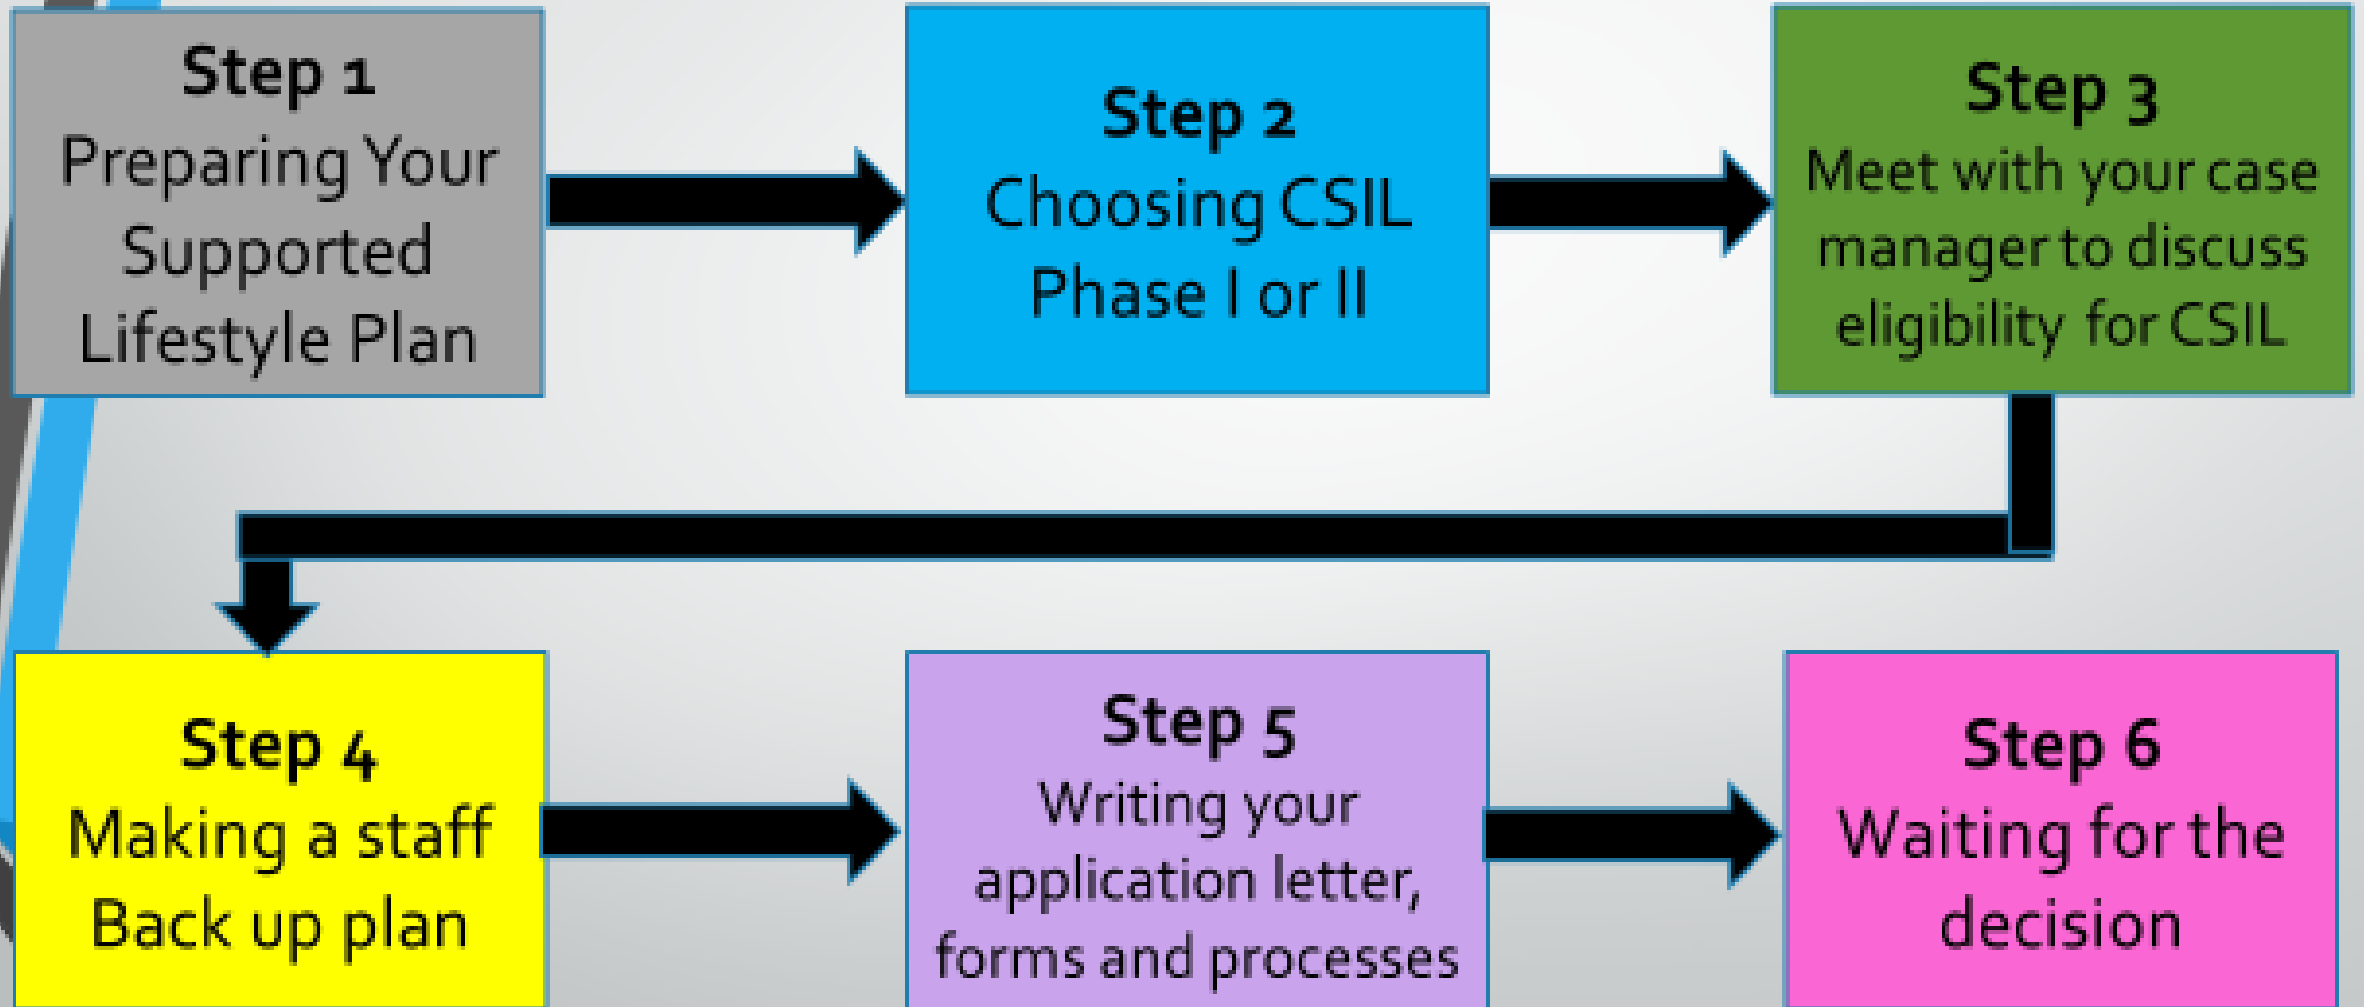 Step 1
Preparing Your
Supported
Lifestyle Plan
Step 2
Choosing CSIL
Phase I or II
Step 3
Meet with your case
manager to discuss
eligibility for CSIL
Step 4
Making a staff
Back up plan
Step 5
Writing your
application letter,
forms and processes
Step 6
Waiting for the
decision